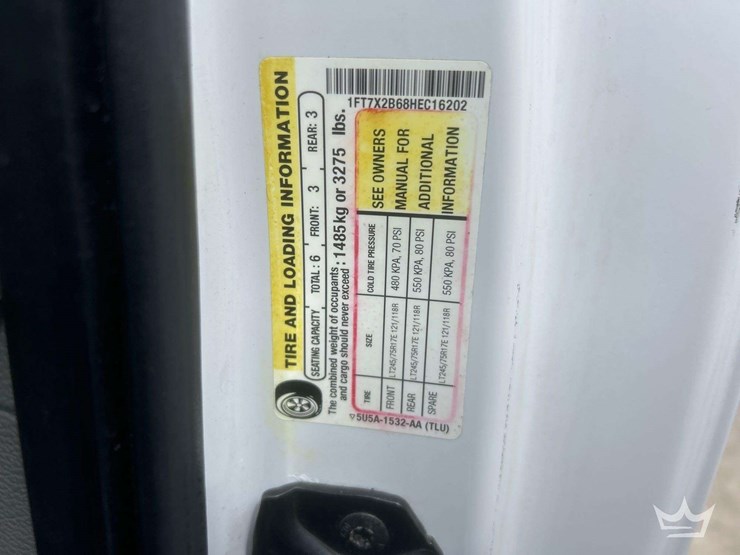 TIRE AND LOADING INFORMATION
SEATING CAPACITY TOTAL: 6 FRONT: 3 REAR: 3
The combined weight of occupants
and cargo should never exceed : 1485kg or 3275 lbs.
TIRE SIZE COLD TIRE PRESSURE
FRONT LT245/75R17E 121/118R 480 KPA, 70 PSI
REAR LT245/75R17E 121/118R 550 KPA, 80 PSI
SPARE LT245/75R17E 121/118R 550 KPA, 80 PSI
SEE OWNERS
MANUAL FOR
ADDITIONAL
INFORMATION
5U5A-1532-AA (TLU)
1FT7X2B68HEC16202